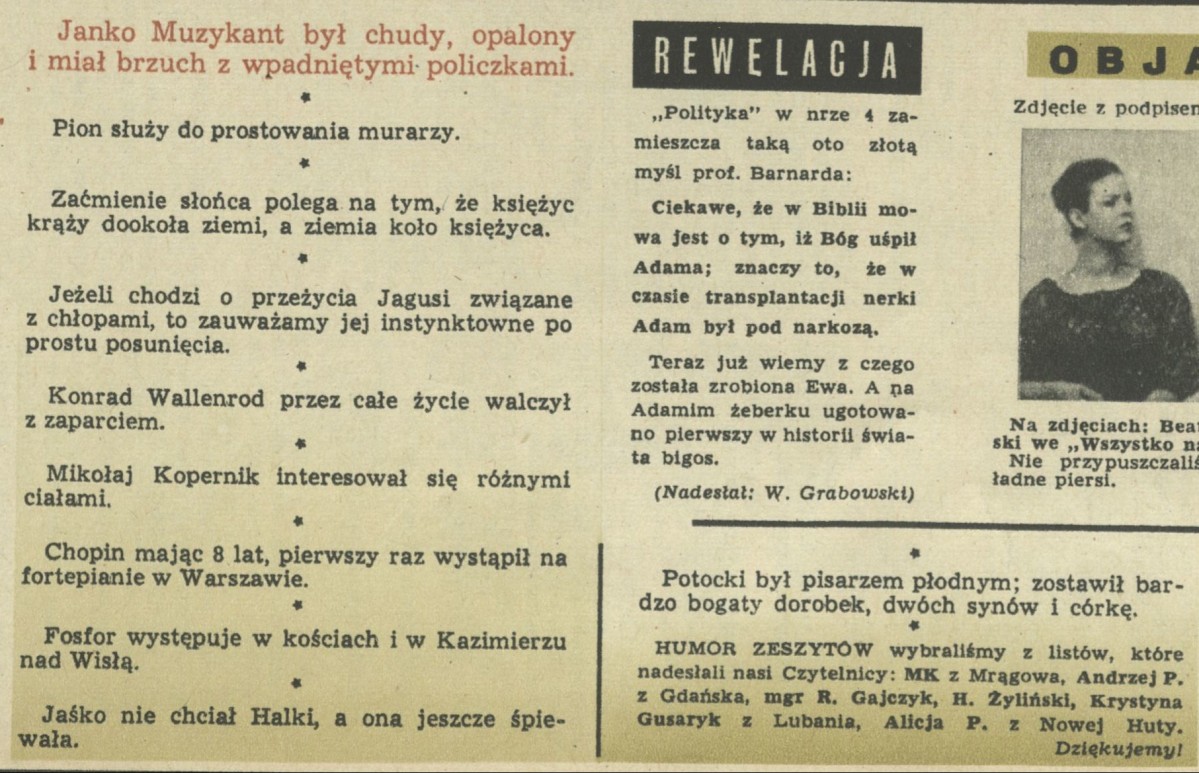 Janko Muzykant był chudy, opalony
i miał brzuch z wpadniętymi policzkami.
Pion służy do prostowania murarzy.
Zaćmienie słońca polega na tym, że księżyc
krąży dookoła ziemi, a ziemia koło księżyca.
Jeżeli chodzi o przeżycia Jagusi związane
z chłopami, to zauważamy jej instynktowne po
prostu posunięcia.
Konrad Wallenrod przez całe życie walczył
z zaparciem.
Mikołaj Kopernik interesował się różnymi
ciałami.
Chopin mając 8 lat, pierwszy raz wystąpił na
fortepianie w Warszawie.
Fosfor występuje w kościach i w Kazimierzu
nad Wisłą.
Jaśko nie chciał Halki, a ona jeszcze śpie-
wała.
REWELACJA
„Polityka” w nrze 4 za-
mieszcza taką oto złotą
myśl prof. Barnarda:
Ciekawe, że w Biblii mo-
wa jest o tym, iż Bóg uśpił
Adama; znaczy to, że w
czasie transplantacji nerki
Adam był pod narkozą.
Teraz już wiemy z czego
została zrobiona Ewa. A na
Adamim żeberku ugotowa-
no pierwszy w historii świa-
ta bigos.
(Nadesłał: W. Grabowski)
OBJA
Zdjęcie z podpisem
Na zdjęciach: Beat
ski we „Wszystko na
Nie przypuszczaliś
ładne piersi.
Potocki był pisarzem płodnym; zostawił bar-
dzo bogaty dorobek, dwóch synów i córkę.
HUMOR ZESZYTÓW wybraliśmy z listów, które
nadesłali nasi Czytelnicy: MK z Mrągowa, Andrzej P.
z Gdańska, mgr R. Gajczyk, H. Żyliński, Krystyna
Gusaryk z Lubania, Alicja P. z Nowej Huty.
Dziękujemy!